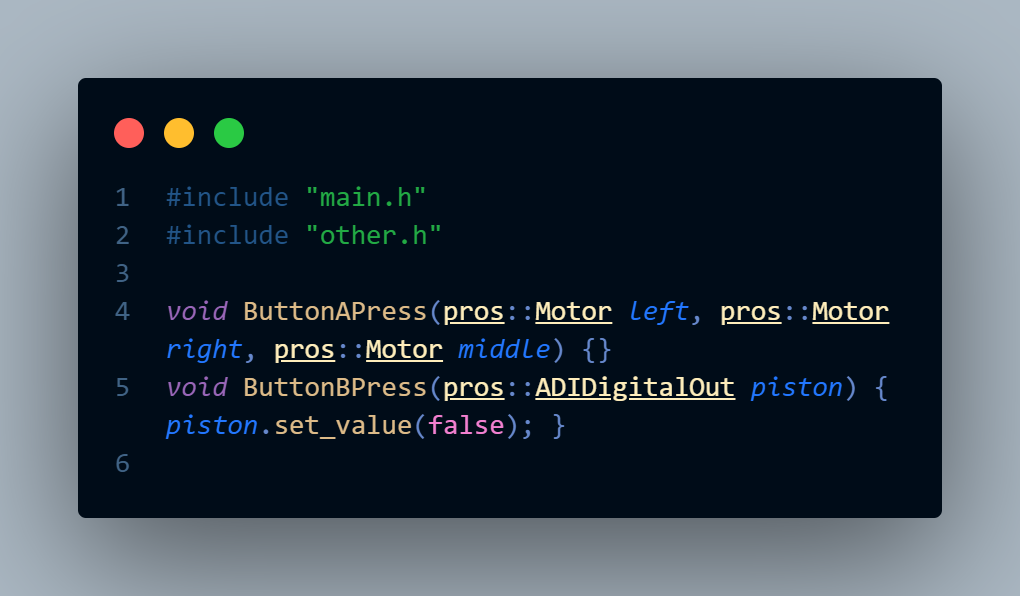 1 #include "main.h"
2 #include "other.h"
3
4 void ButtonAPress(pros::Motor left, pros::Motor
right, pros::Motor middle) {}
5 void ButtonBPress(pros::ADIDigitalOut piston) {
piston.set_value(false); }
6